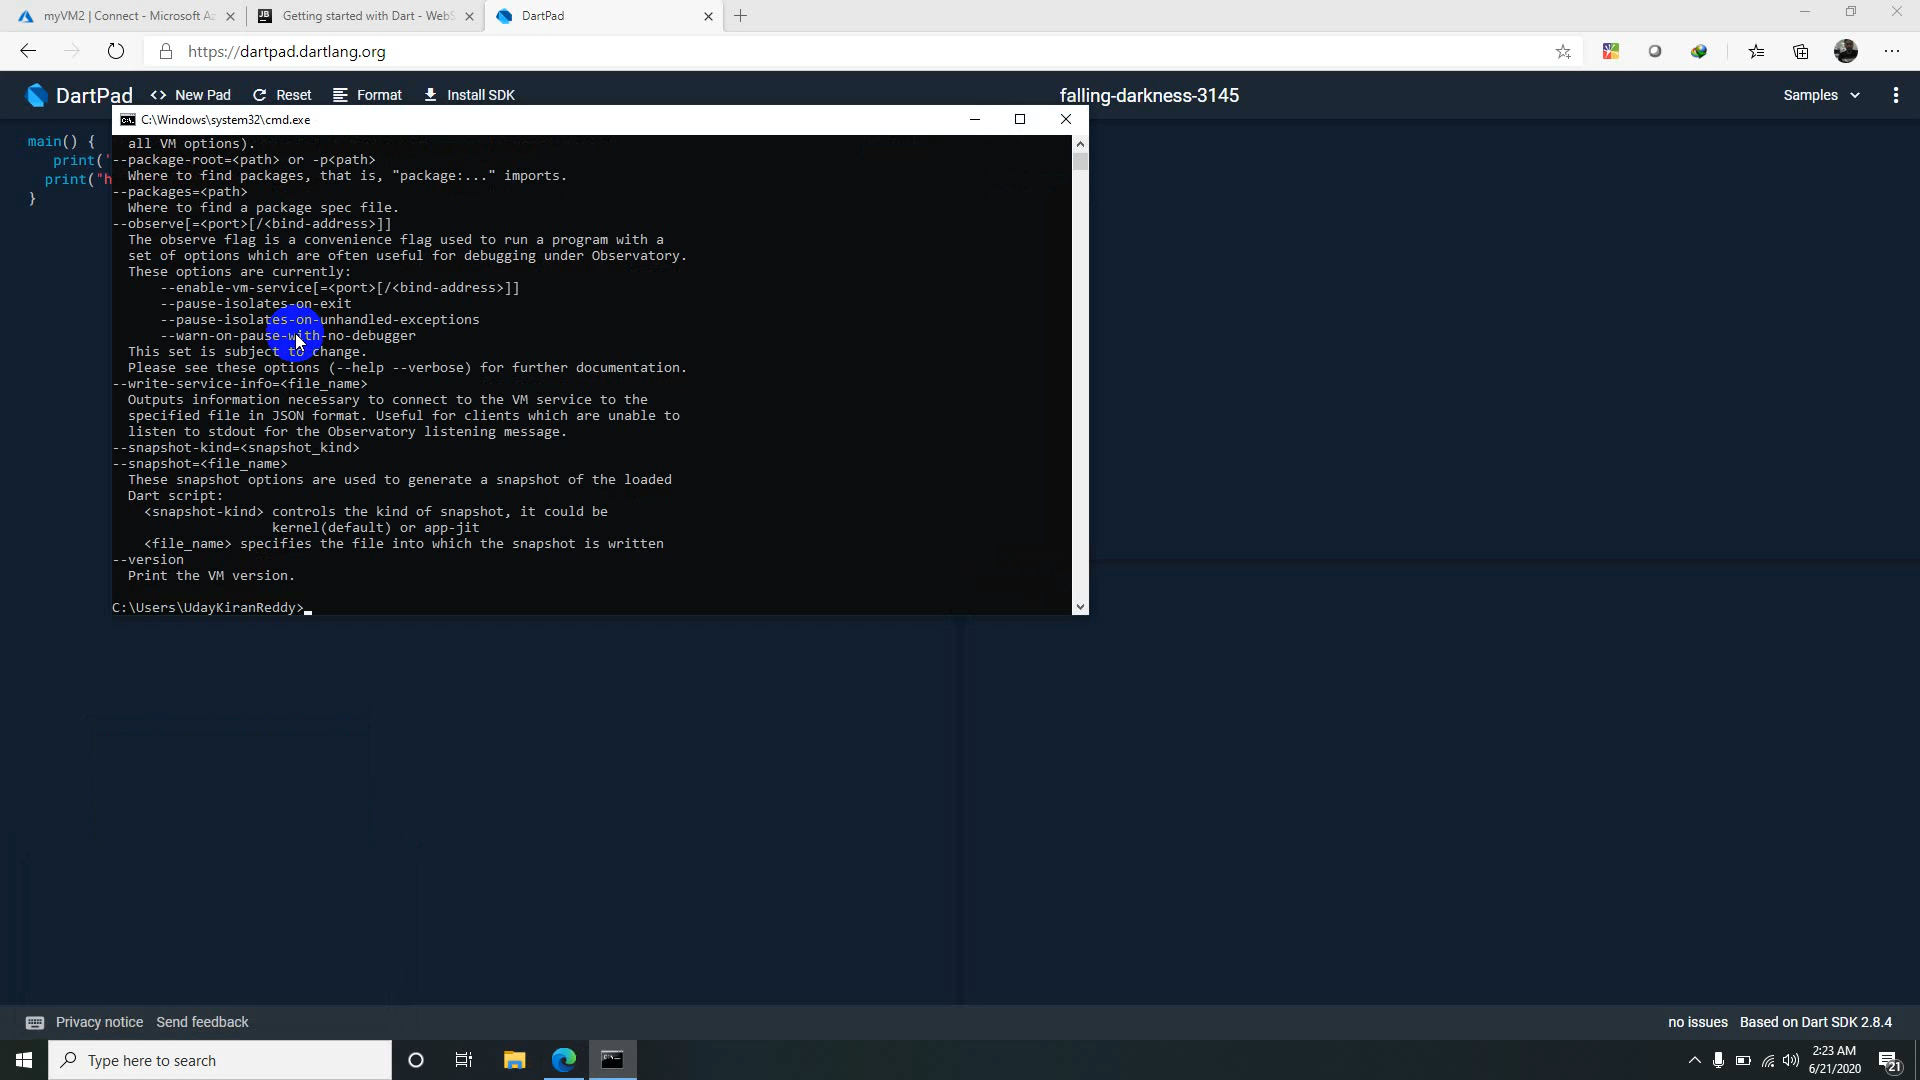 myVM2 | Connect - Microsoft Az
Getting started with Dart - WebS
DartPad
https://dartpad.dartlang.org
DartPad
New Pad
Reset
Format
Install SDK
falling-darkness-3145
Samples
main() {
print('
print("h
}
C:\Windows\system32\cmd.exe
all VM options).
--package-root=<path> or -p<path>
Where to find packages, that is, "package:..." imports.
--packages=<path>
Where to find a package spec file.
--observe[=<port>[/<bind-address>]]
The observe flag is a convenience flag used to run a program with a
set of options which are often useful for debugging under Observatory.
These options are currently:
--enable-vm-service[=<port>[/<bind-address>]]
--pause-isolates-on-exit
--pause-isolates-on-unhandled-exceptions
--warn-on-pause-with-no-debugger
This set is subject to change.
Please see these options (--help --verbose) for further documentation.
--write-service-info=<file_name>
Outputs information necessary to connect to the VM service to the
specified file in JSON format. Useful for clients which are unable to
listen to stdout for the Observatory listening message.
--snapshot-kind=<snapshot_kind>
--snapshot=<file_name>
These snapshot options are used to generate a snapshot of the loaded
Dart script:
<snapshot-kind> controls the kind of snapshot, it could be
kernel(default) or app-jit
<file_name> specifies the file into which the snapshot is written
--version
Print the VM version.
C:\Users\UdayKiranReddy>
Privacy notice
Send feedback
no issues
Based on Dart SDK 2.8.4
Type here to search
2:23 AM
6/21/2020
21